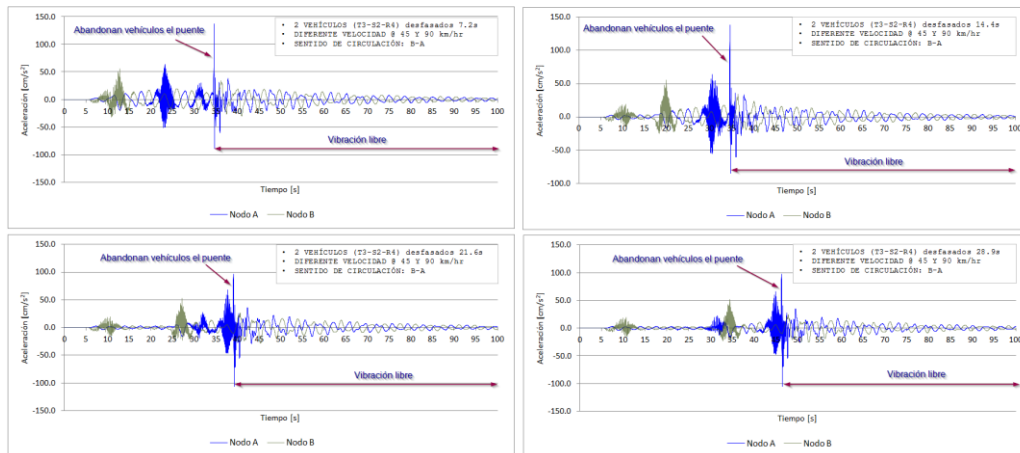 150.0
100.0
50.0
0.0
-50.0
-100.0
-150.0
Aceleración [cm/s²]
Abandonan vehículos el puente
• 2 VEHÍCULOS (T3-S2-R4) desfasados 7.2s
• DIFERENTE VELOCIDAD @ 45 Y 90 km/hr
• SENTIDO DE CIRCULACIÓN: B-A
0 5 10 15 20 25 30 35 40 45 50 55 60 65 70 75 80 85 90 95 100
Vibración libre
Tiempo [s]
Nodo A Nodo B
150.0
100.0
50.0
0.0
-50.0
-100.0
Aceleración [cm/s²]
Abandonan vehículos el puente
• 2 VEHÍCULOS (T3-S2-R4) desfasados 14.4s
• DIFERENTE VELOCIDAD @ 45 Y 90 km/hr
• SENTIDO DE CIRCULACIÓN: B-A
0 5 10 15 20 25 30 35 40 45 50 55 60 65 70 75 80 85 90 95 100
Vibración libre
Tiempo [s]
Nodo A Nodo B
150.0
100.0
50.0
0.0
-50.0
-100.0
-150.0
Aceleración [cm/s²]
Abandonan vehículos el puente
• 2 VEHÍCULOS (T3-S2-R4) desfasados 21.6s
• DIFERENTE VELOCIDAD @ 45 Y 90 km/hr
• SENTIDO DE CIRCULACIÓN: B-A
0 5 10 15 20 25 30 35 40 45 50 55 60 65 70 75 80 85 90 95 100
Vibración libre
Tiempo [s]
Nodo A Nodo B
150.0
100.0
50.0
0.0
-50.0
-100.0
-150.0
Aceleración [cm/s²]
Abandonan vehículos el puente
• 2 VEHÍCULOS (T3-S2-R4) desfasados 28.9s
• DIFERENTE VELOCIDAD @ 45 Y 90 km/hr
• SENTIDO DE CIRCULACIÓN: B-A
0 5 10 15 20 25 30 35 40 45 50 55 60 65 70 75 80 85 90 95 100
Vibración libre
Tiempo [s]
Nodo A Nodo B